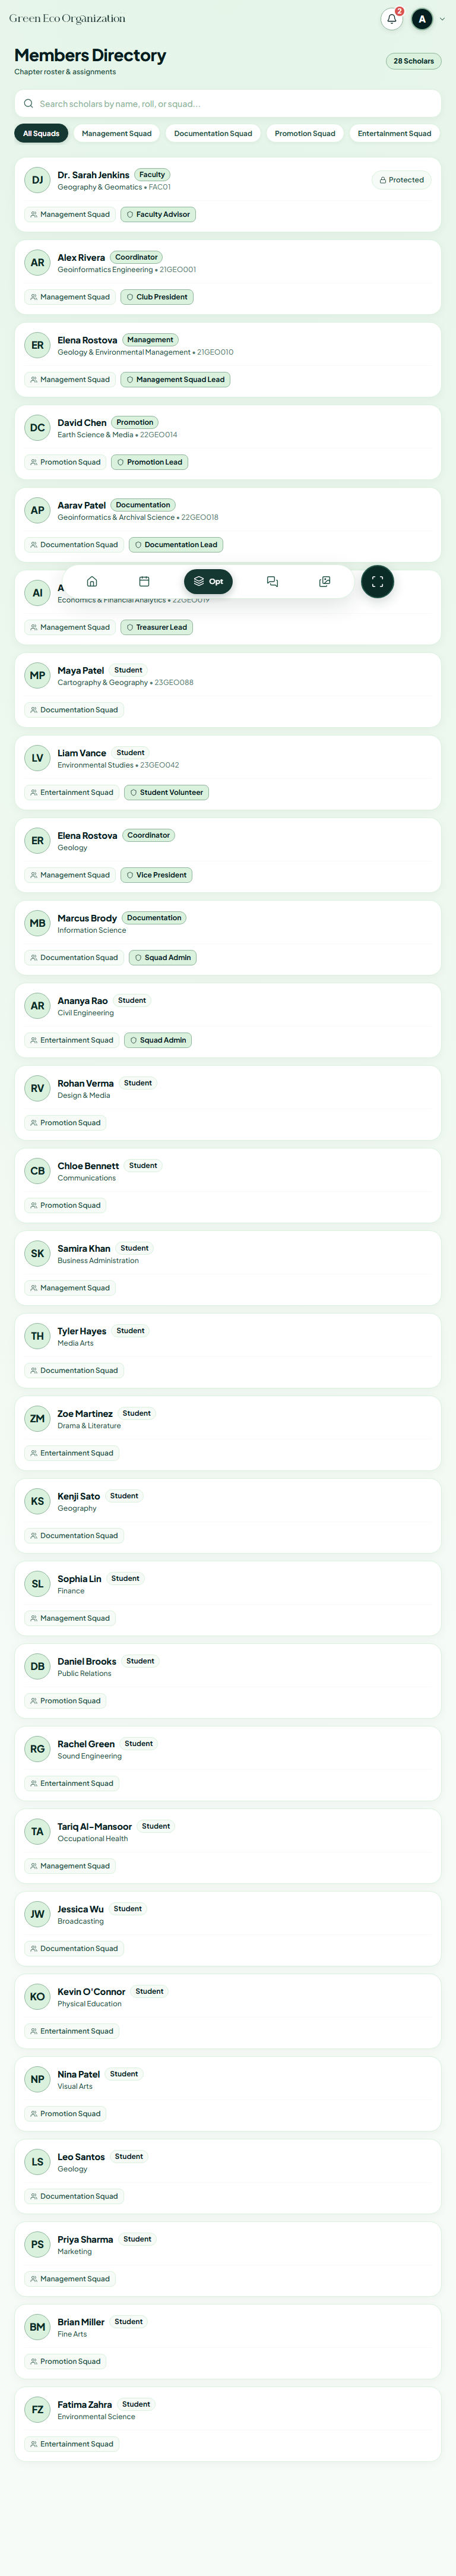 Green Eco Organization
2
A
Members Directory
Chapter roster & assignments
28 Scholars
Search scholars by name, roll, or squad...
All Squads Management Squad Documentation Squad Promotion Squad Entertainment Squad
DJ
Dr. Sarah Jenkins Faculty
Geography & Geomatics • FAC01
Protected
Management Squad Faculty Advisor
AR
Alex Rivera Coordinator
Geoinformatics Engineering • 21GEO001
Management Squad Club President
ER
Elena Rostova Management
Geology & Environmental Management • 21GEO010
Management Squad Management Squad Lead
DC
David Chen Promotion
Earth Science & Media • 22GEO014
Promotion Squad Promotion Lead
AP
Aarav Patel Documentation
Geoinformatics & Archival Science • 22GEO018
Documentation Squad Documentation Lead
Opt
AI
A
Economics & Financial Analytics • 22GEO019
Management Squad Treasurer Lead
MP
Maya Patel Student
Cartography & Geography • 23GEO088
Documentation Squad
LV
Liam Vance Student
Environmental Studies • 23GEO042
Entertainment Squad Student Volunteer
ER
Elena Rostova Coordinator
Geology
Management Squad Vice President
MB
Marcus Brody Documentation
Information Science
Documentation Squad Squad Admin
AR
Ananya Rao Student
Civil Engineering
Entertainment Squad Squad Admin
RV
Rohan Verma Student
Design & Media
Promotion Squad
CB
Chloe Bennett Student
Communications
Promotion Squad
SK
Samira Khan Student
Business Administration
Management Squad
TH
Tyler Hayes Student
Media Arts
Documentation Squad
ZM
Zoe Martinez Student
Drama & Literature
Entertainment Squad
KS
Kenji Sato Student
Geography
Documentation Squad
SL
Sophia Lin Student
Finance
Management Squad
DB
Daniel Brooks Student
Public Relations
Promotion Squad
RG
Rachel Green Student
Sound Engineering
Entertainment Squad
TA
Tariq Al-Mansoor Student
Occupational Health
Management Squad
JW
Jessica Wu Student
Broadcasting
Documentation Squad
KO
Kevin O'Connor Student
Physical Education
Entertainment Squad
NP
Nina Patel Student
Visual Arts
Promotion Squad
LS
Leo Santos Student
Geology
Documentation Squad
PS
Priya Sharma Student
Marketing
Management Squad
BM
Brian Miller Student
Fine Arts
Promotion Squad
FZ
Fatima Zahra Student
Environmental Science
Entertainment Squad